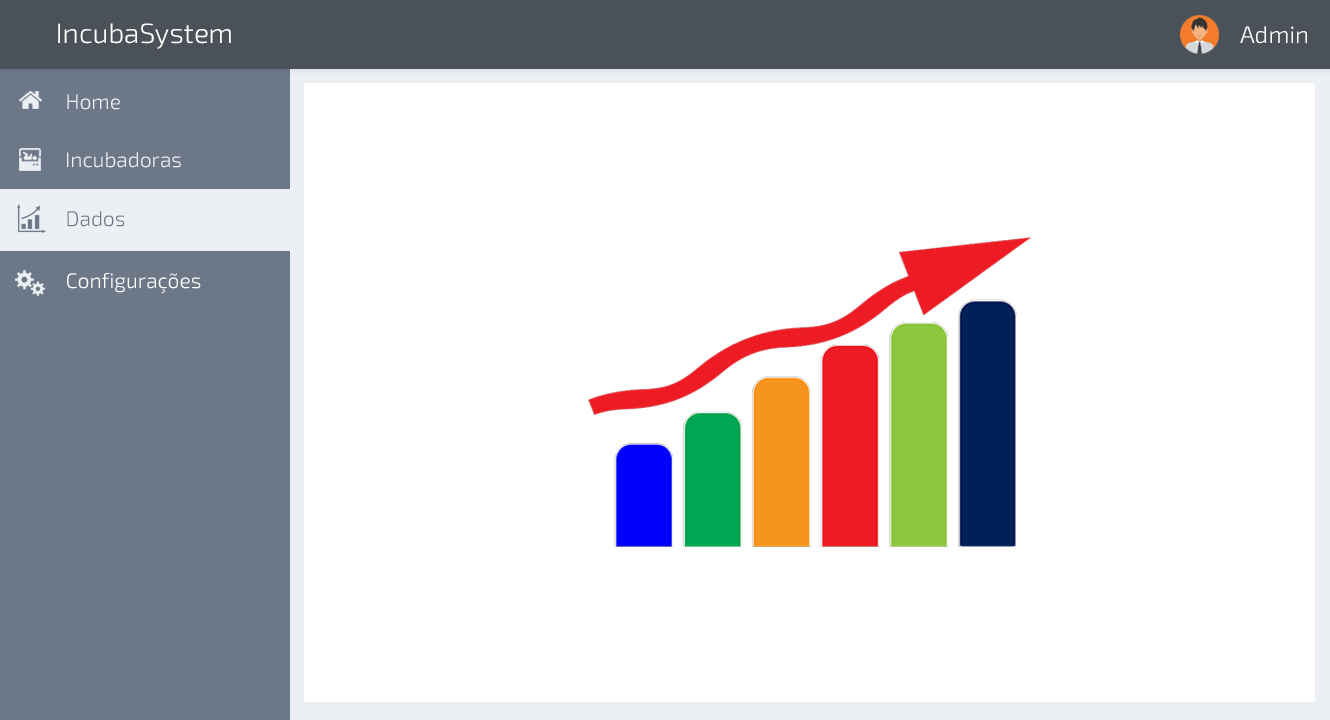 IncubaSystem
Admin
Home
Incubadoras
Dados
Configurações